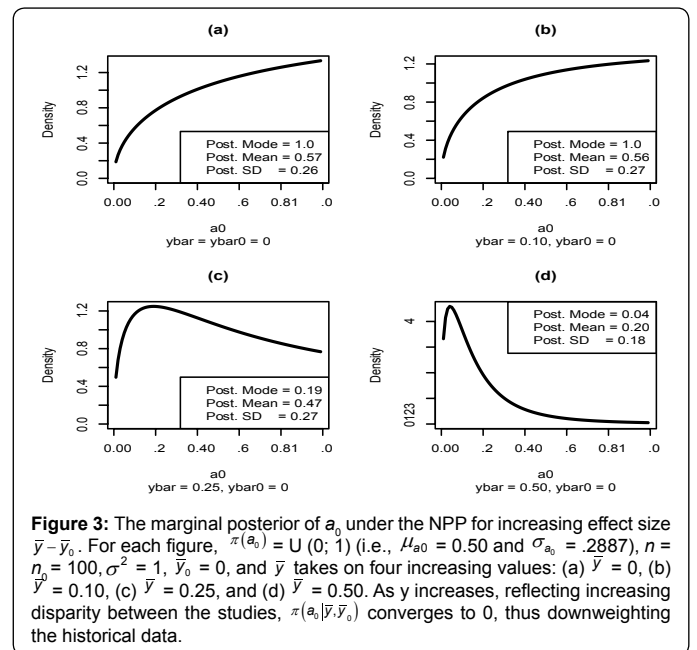 (a)
Density
0.0 0.4 0.8 1.2
Post. Mode = 1.0
Post. Mean = 0.57
Post. SD = 0.26
0.00 .2 0.40 .6 0.81 .0
a0
ybar = ybar0 = 0
(b)
Density
0.0 0.4 0.8 1.2
Post. Mode = 1.0
Post. Mean = 0.56
Post. SD = 0.27
0.00 .2 0.40 .6 0.81 .0
a0
ybar = 0.10, ybar0 = 0
(c)
Density
0.0 0.4 0.8 1.2
Post. Mode = 0.19
Post. Mean = 0.47
Post. SD = 0.27
0.00 .2 0.40 .6 0.81 .0
a0
ybar = 0.25, ybar0 = 0
(d)
Density
0123 4
Post. Mode = 0.04
Post. Mean = 0.20
Post. SD = 0.18
0.00 .2 0.40 .6 0.81 .0
a0
ybar = 0.50, ybar0 = 0
Figure 3: The marginal posterior of a₀ under the NPP for increasing effect size
y̅ − y̅₀. For each figure, π(a₀) = U (0; 1) (i.e., μₐ₀ = 0.50 and σₐ₀ = .2887), n =
n₀ = 100, σ² = 1, y̅₀ = 0, and y̅ takes on four increasing values: (a) y̅ = 0, (b)
y̅ = 0.10, (c) y̅ = 0.25, and (d) y̅ = 0.50. As y increases, reflecting increasing
disparity between the studies, π(a₀|y̅,y̅₀) converges to 0, thus downweighting
the historical data.